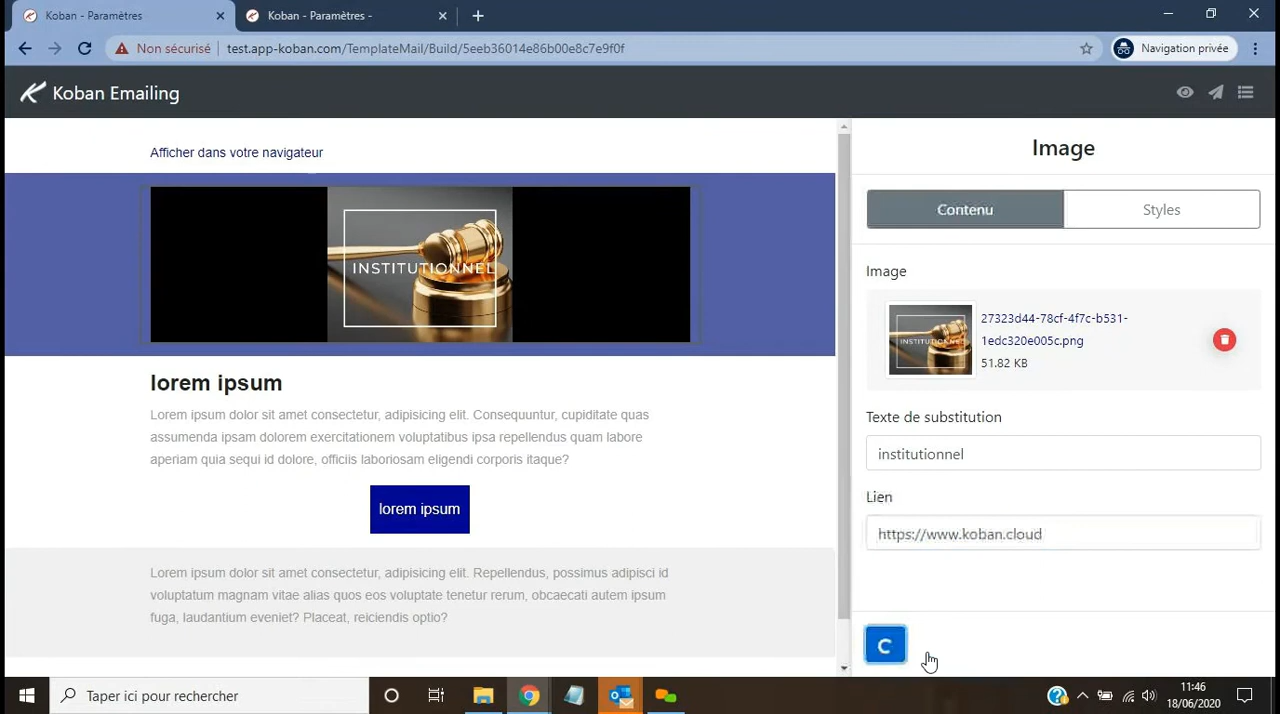 Koban - Paramètres
Koban - Paramètres -
Non sécurisé
test.app-koban.com/TemplateMail/Build/5eeb36014e86b00e8c7e9f0f
Navigation privée
Koban Emailing
Afficher dans votre navigateur
INSTITUTIONNEL
lorem ipsum
Lorem ipsum dolor sit amet consectetur, adipisicing elit. Consequuntur, cupiditate quas
assumenda ipsam dolorem exercitationem voluptatibus ipsa repellendus quam labore
aperiam quia sequi id dolore, officiis laboriosam eligendi corporis itaque?
lorem ipsum
Lorem ipsum dolor sit amet consectetur, adipisicing elit. Repellendus, possimus adipisci id
voluptatum magnam vitae alias quos eos voluptate tenetur rerum, obcaecati autem ipsum
fuga, laudantium eveniet? Placeat, reiciendis optio?
Image
Contenu
Styles
Image
INSTITUTIONNEL
27323d44-78cf-4f7c-b531-
1edc320e005c.png
51.82 KB
Texte de substitution
institutionnel
Lien
https://www.koban.cloud
Taper ici pour rechercher
11:46
18/06/2020